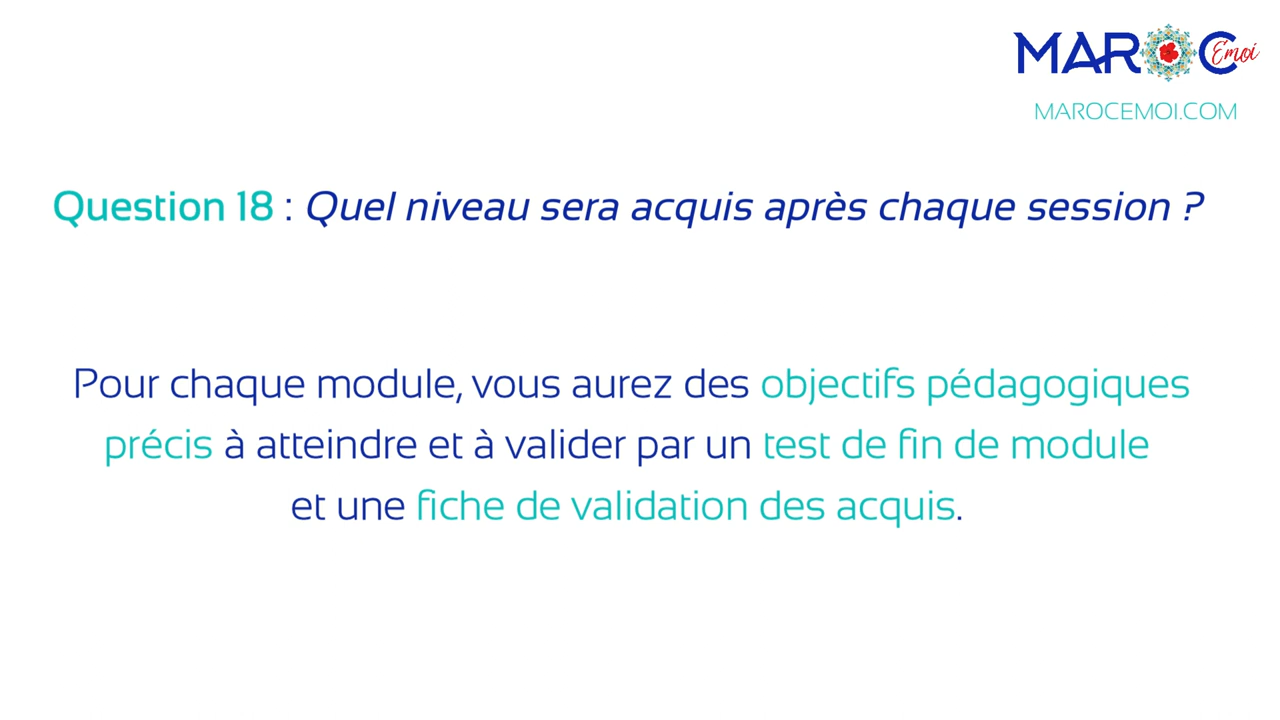 MAROC Emoi
MAROCEMOI.COM
Question 18 : Quel niveau sera acquis après chaque session ?
Pour chaque module, vous aurez des objectifs pédagogiques
précis à atteindre et à valider par un test de fin de module
et une fiche de validation des acquis.